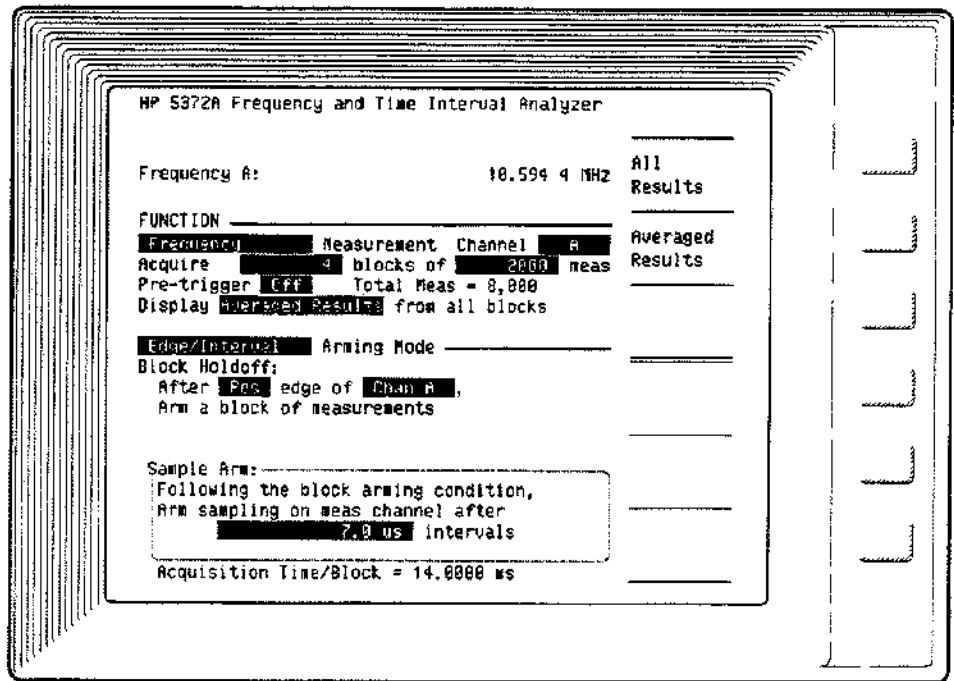 HP 5372A Frequency and Time Interval Analyzer
Frequency A: 10.594 4 MHz
All
Results
FUNCTION
Frequency Measurement Channel A
Averaged
Results
Acquire 4 blocks of 2000 meas
Pre-trigger Off Total Meas = 8,000
Display Averaged Results from all blocks
Edge/Interval Arming Mode
Block Holdoff:
After Pos edge of Chan A ,
Arm a block of measurements
Sample Arm:
Following the block arming condition,
Arm sampling on meas channel after
7.0 us intervals
Acquisition Time/Block = 14.0000 ms